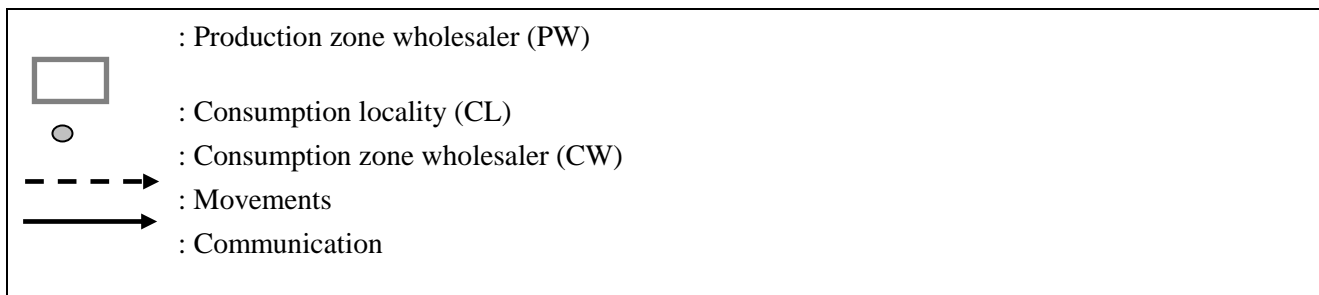 : Production zone wholesaler (PW)
: Consumption locality (CL)
: Consumption zone wholesaler (CW)
: Movements
: Communication